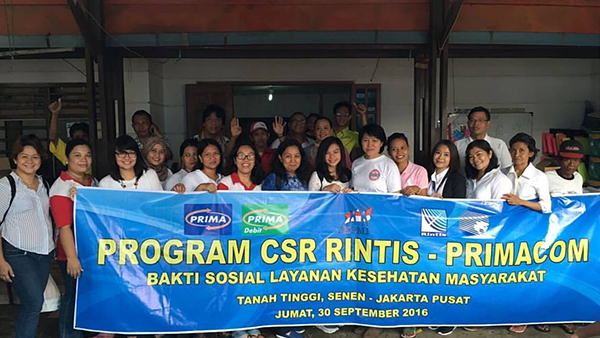 PRIMA PRIMA
Debit
Rintis
PROGRAM CSR RINTIS - PRIMACOM
BAKTI SOSIAL LAYANAN KESEHATAN MASYARAKAT
TANAH TINGGI, SENEN - JAKARTA PUSAT
JUMAT, 30 SEPTEMBER 2016